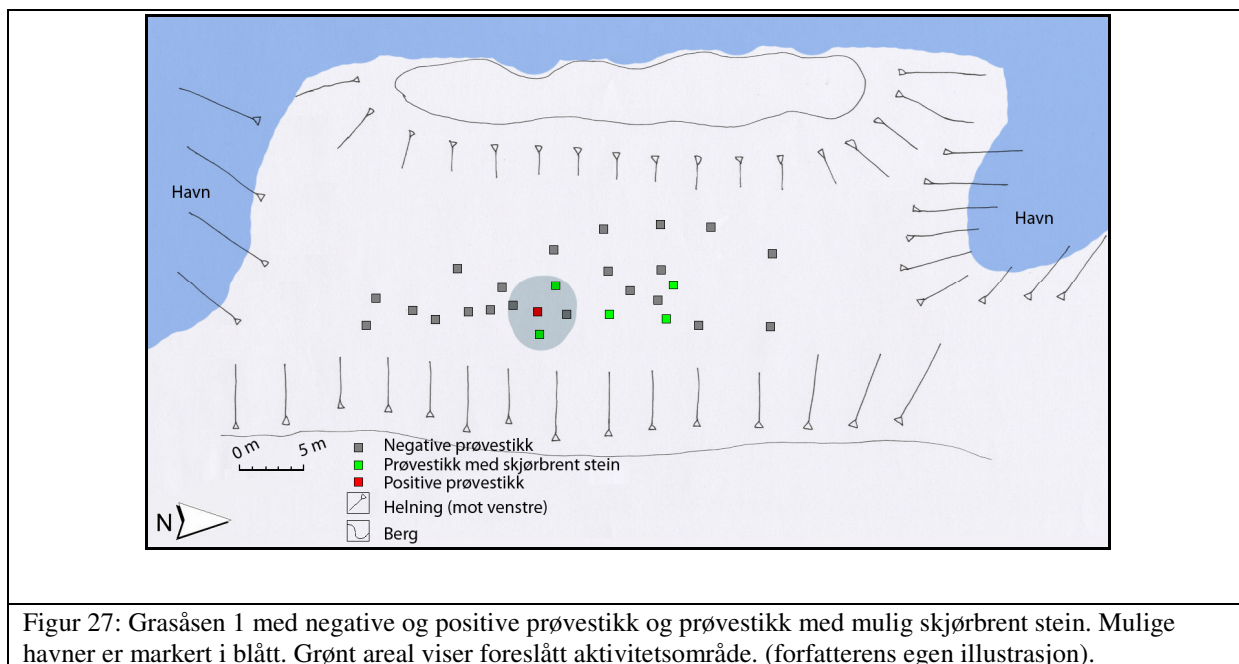 Havn
Havn
0 m
5 m
Negative prøvestikk
Prøvestikk med skjørbrent stein
Positive prøvestikk
Helning (mot venstre)
Berg
N
Figur 27: Grasåsen 1 med negative og positive prøvestikk og prøvestikk med mulig skjørbrent stein. Mulige
havner er markert i blått. Grønt areal viser foreslått aktivitetsområde. (forfatterens egen illustrasjon).